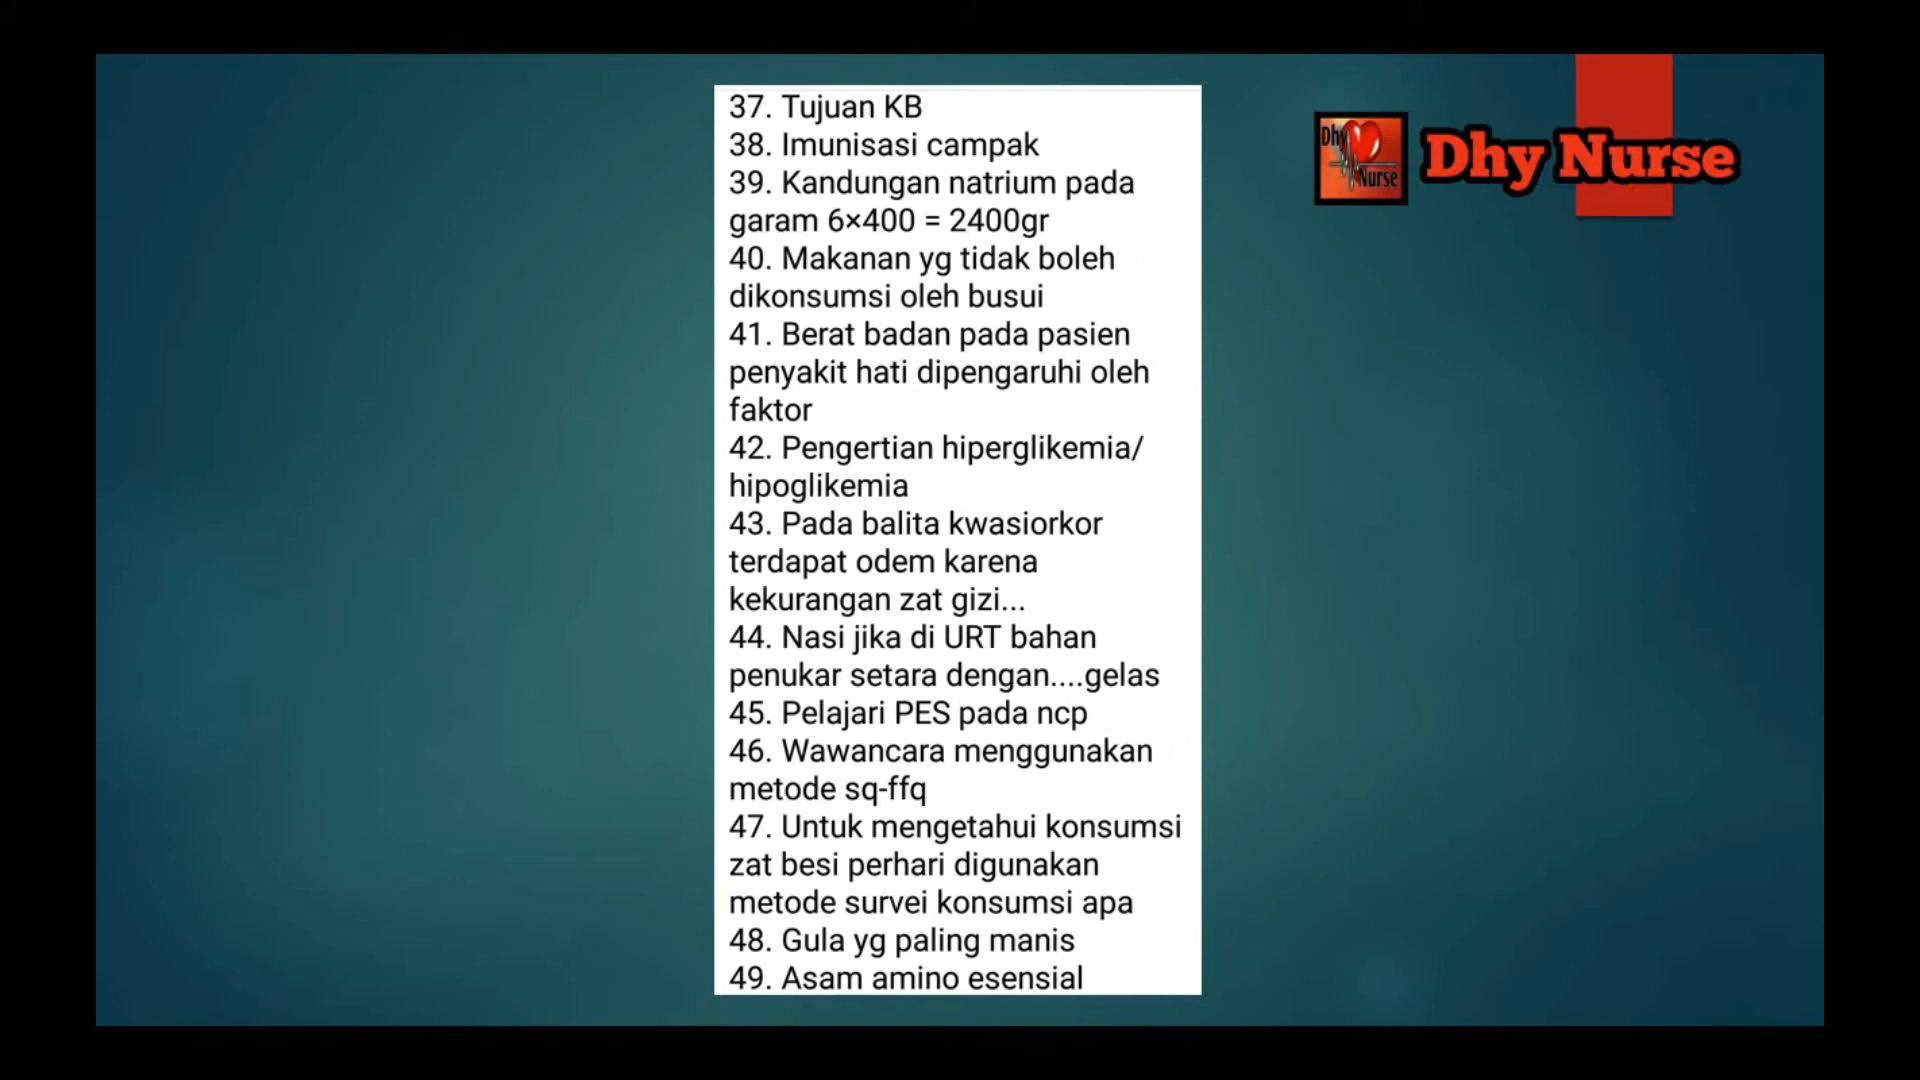 37. Tujuan KB
38. Imunisasi campak
39. Kandungan natrium pada
garam 6×400 = 2400gr
40. Makanan yg tidak boleh
dikonsumsi oleh busui
41. Berat badan pada pasien
penyakit hati dipengaruhi oleh
faktor
42. Pengertian hiperglikemia/
hipoglikemia
43. Pada balita kwasiorkor
terdapat odem karena
kekurangan zat gizi...
44. Nasi jika di URT bahan
penukar setara dengan....gelas
45. Pelajari PES pada ncp
46. Wawancara menggunakan
metode sq-ffq
47. Untuk mengetahui konsumsi
zat besi perhari digunakan
metode survei konsumsi apa
48. Gula yg paling manis
49. Asam amino esensial
Dhy
Nurse
Dhy Nurse